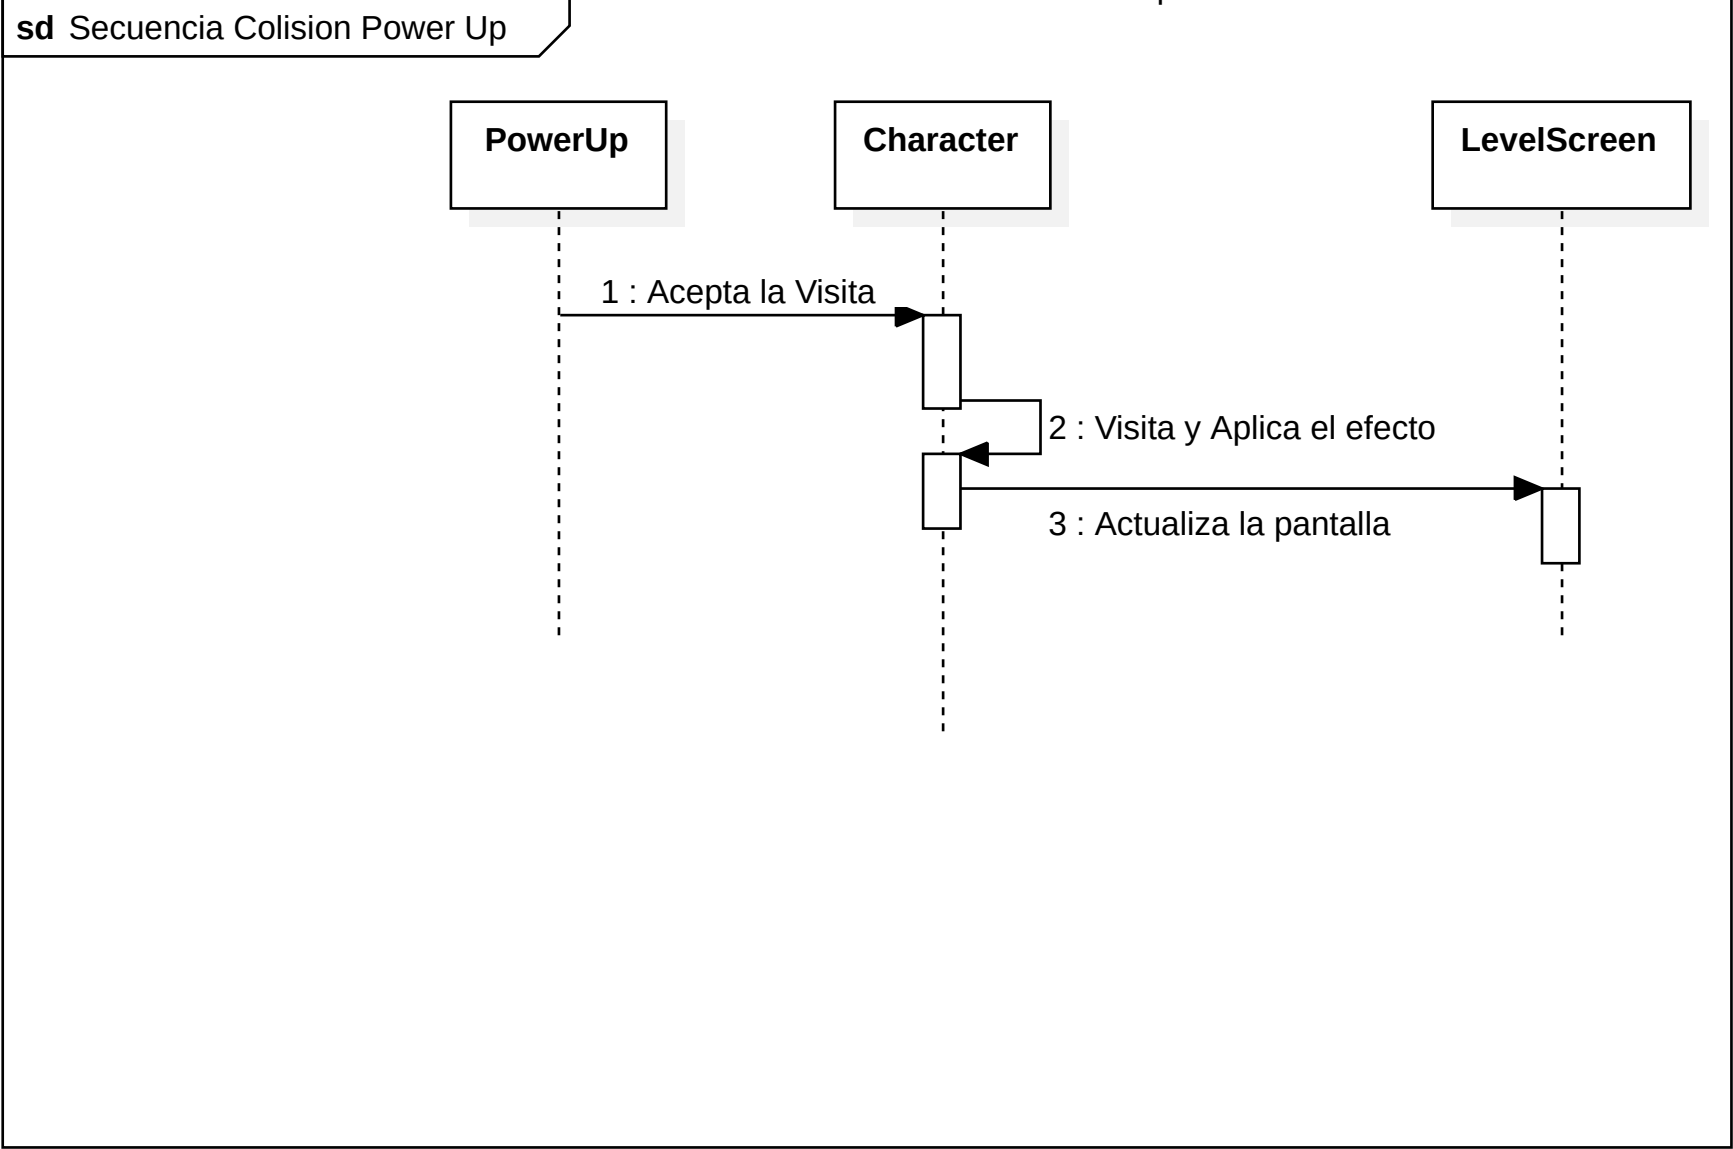 sd Secuencia Colision Power Up
PowerUp
Character
LevelScreen
1 : Acepta la Visita
2 : Visita y Aplica el efecto
3 : Actualiza la pantalla